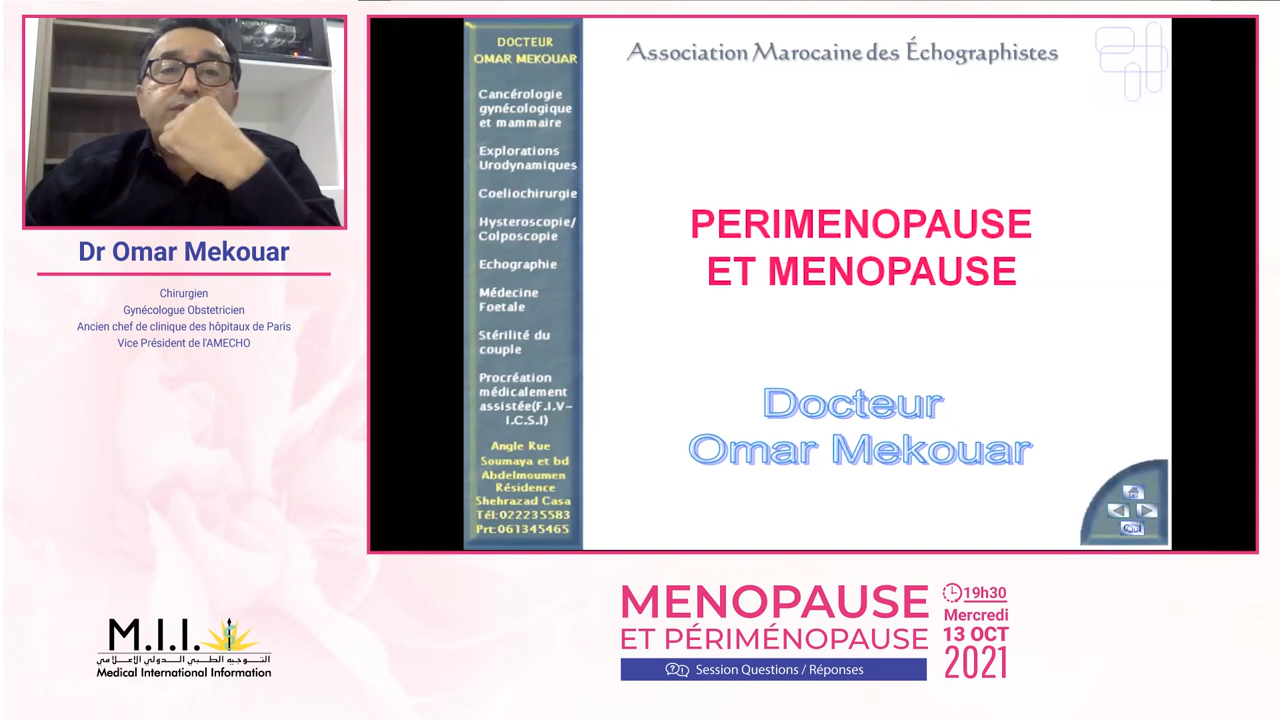 Dr Omar Mekouar
Chirurgien
Gynécologue Obstetricien
Ancien chef de clinique des hôpitaux de Paris
Vice Président de l'AMECHO
M.I.I.
التوجيه الطبي الدولي الإعلامي
Medical International Information
DOCTEUR
OMAR MEKOUAR
Cancérologie
gynécologique
et mammaire
Explorations
Urodynamiques
Coeliochirurgie
Hysteroscopie/
Colposcopie
Echographie
Médecine
Foetale
Stérilité du
couple
Procréation
médicalement
assistée(F.I.V-
I.C.S.I)
Angle Rue
Soumaya et bd
Abdelmoumen
Résidence
Shehrazad Casa
Tél:022235583
Prt:061345465
Association Marocaine des Échographistes
PERIMENOPAUSE
ET MENOPAUSE
Docteur
Omar Mekouar
MENOPAUSE
ET PÉRIMÉNOPAUSE
Session Questions / Réponses
19h30
Mercredi
13 OCT
2021